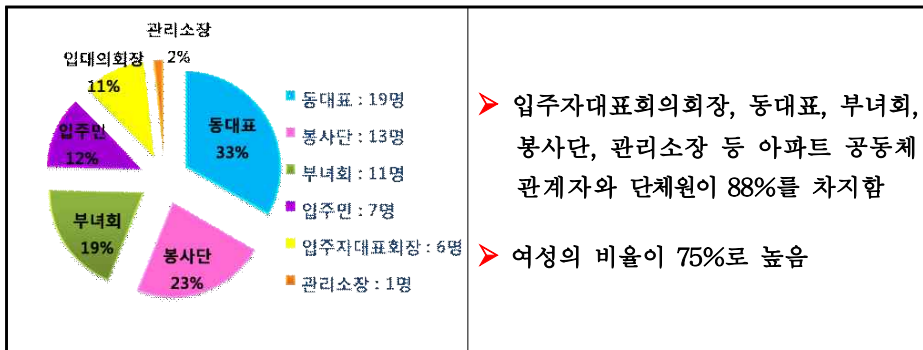 관리소장
2%
입대의회장
11%
동대표
33%
입주민
12%
부녀회
19%
봉사단
23%
동대표 : 19명
봉사단 : 13명
부녀회 : 11명
입주민 : 7명
입주자대표회장 : 6명
관리소장 : 1명
➤ 입주자대표회의회장, 동대표, 부녀회,
봉사단, 관리소장 등 아파트 공동체
관계자와 단체원이 88%를 차지함
➤ 여성의 비율이 75%로 높음